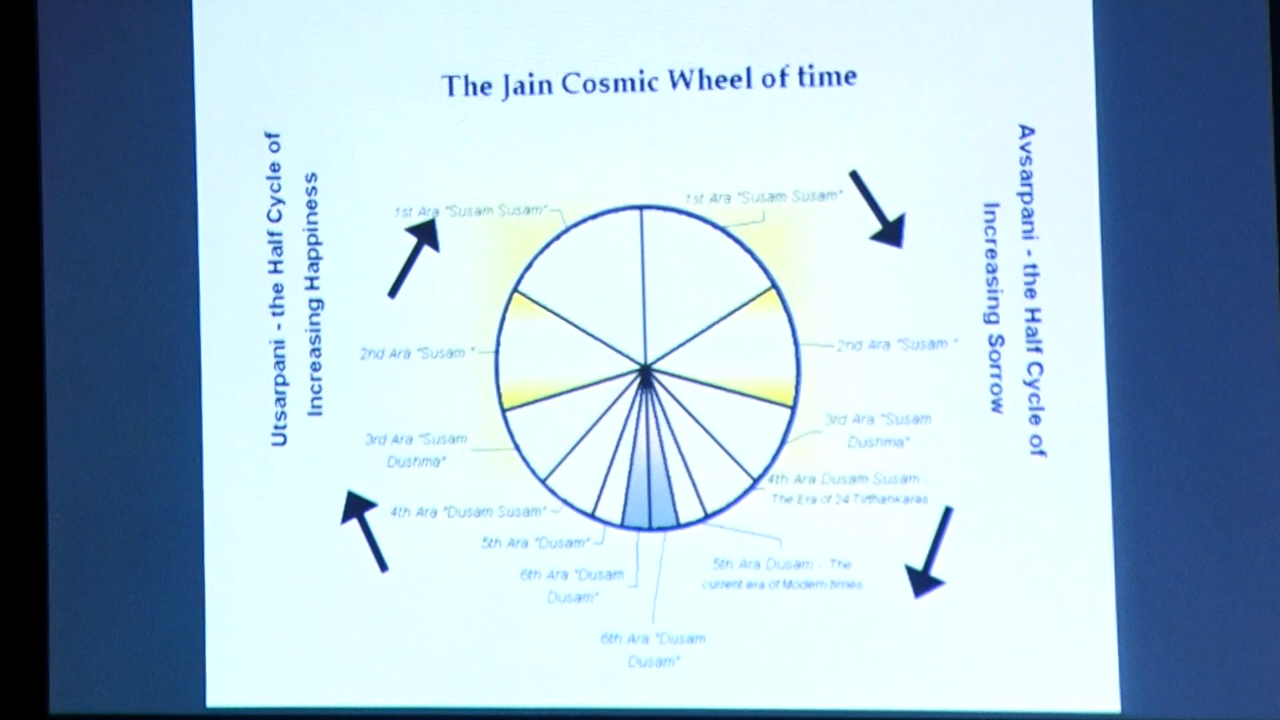 The Jain Cosmic Wheel of time
Utsarpani - the Half Cycle of
Increasing Happiness
Avsarpani - the Half Cycle of
Increasing Sorrow
1st Ara "Susam Susam"
1st Ara "Susam Susam"
2nd Ara "Susam "
2nd Ara "Susam "
3rd Ara "Susam
Dushma"
3rd Ara "Susam
Dushma"
4th Ara Dusam Susam -
The Era of 24 Tirthankaras
4th Ara "Dusam Susam"
5th Ara "Dusam"
5th Ara Dusam - The
current era of Modern times
6th Ara "Dusam
Dusam"
6th Ara "Dusam
Dusam"